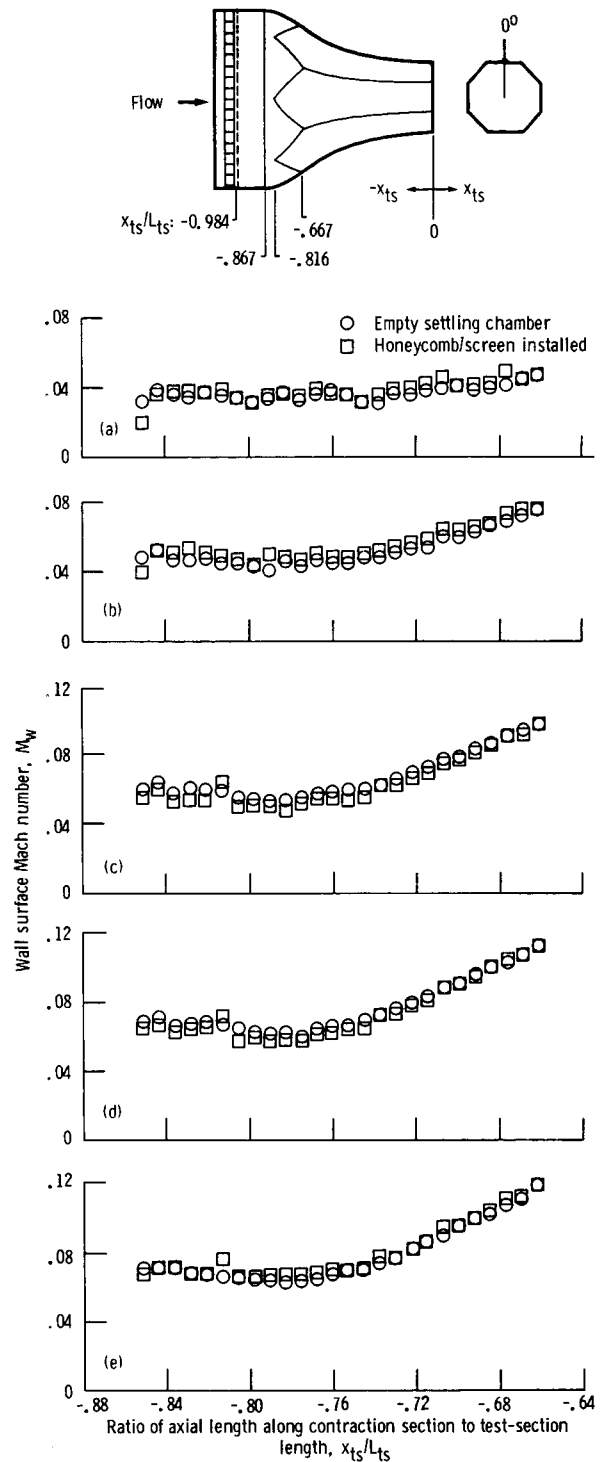 0°
Flow
-x_ts x_ts
x_ts/L_ts: -0.984
-.667
0
-.867
-.816
.08
Empty settling chamber
Honeycomb/screen installed
.04
(a)
0
.08
.04
(b)
0
.12
.08
.04
(c)
0
Wall surface Mach number, M_w
.12
.08
.04
(d)
0
.12
.08
.04
(e)
0
-.88 -.84 -.80 -.76 -.72 -.68 -.64
Ratio of axial length along contraction section to test-section
length, x_ts/L_ts